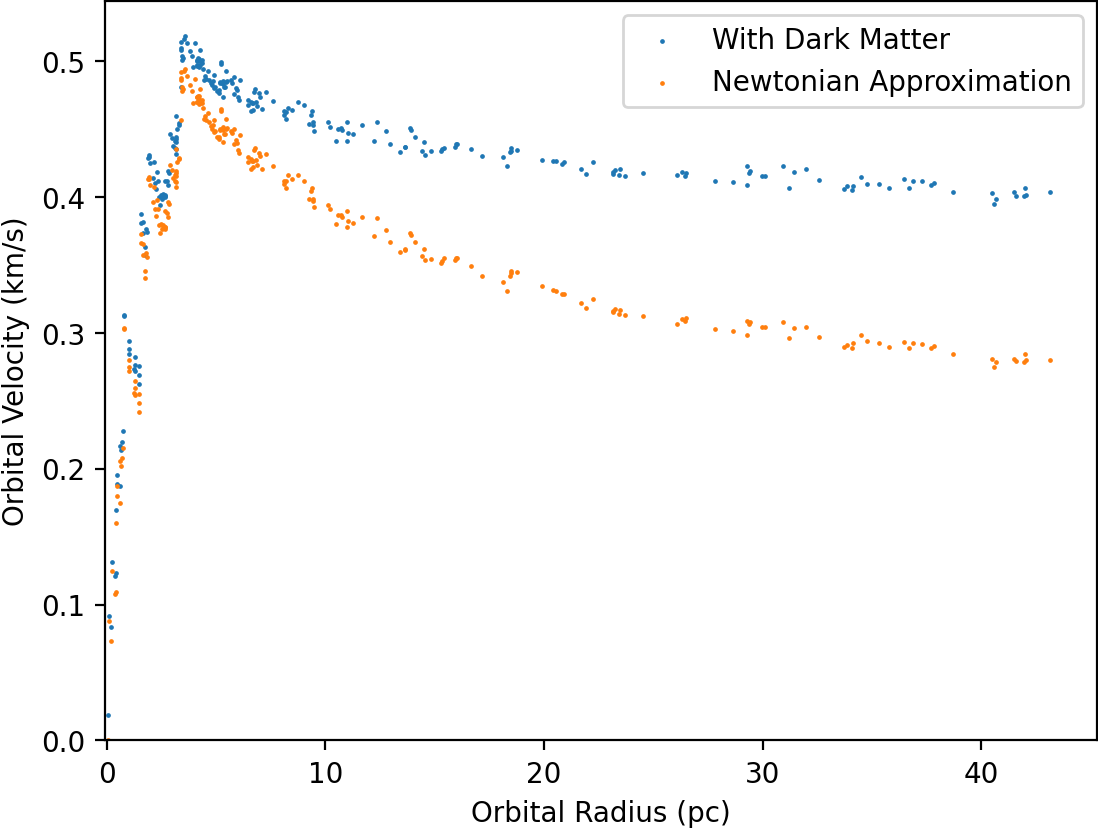 With Dark Matter
Newtonian Approximation
Orbital Velocity (km/s)
0.5
0.4
0.3
0.2
0.1
0.0
0
10
20
30
40
Orbital Radius (pc)